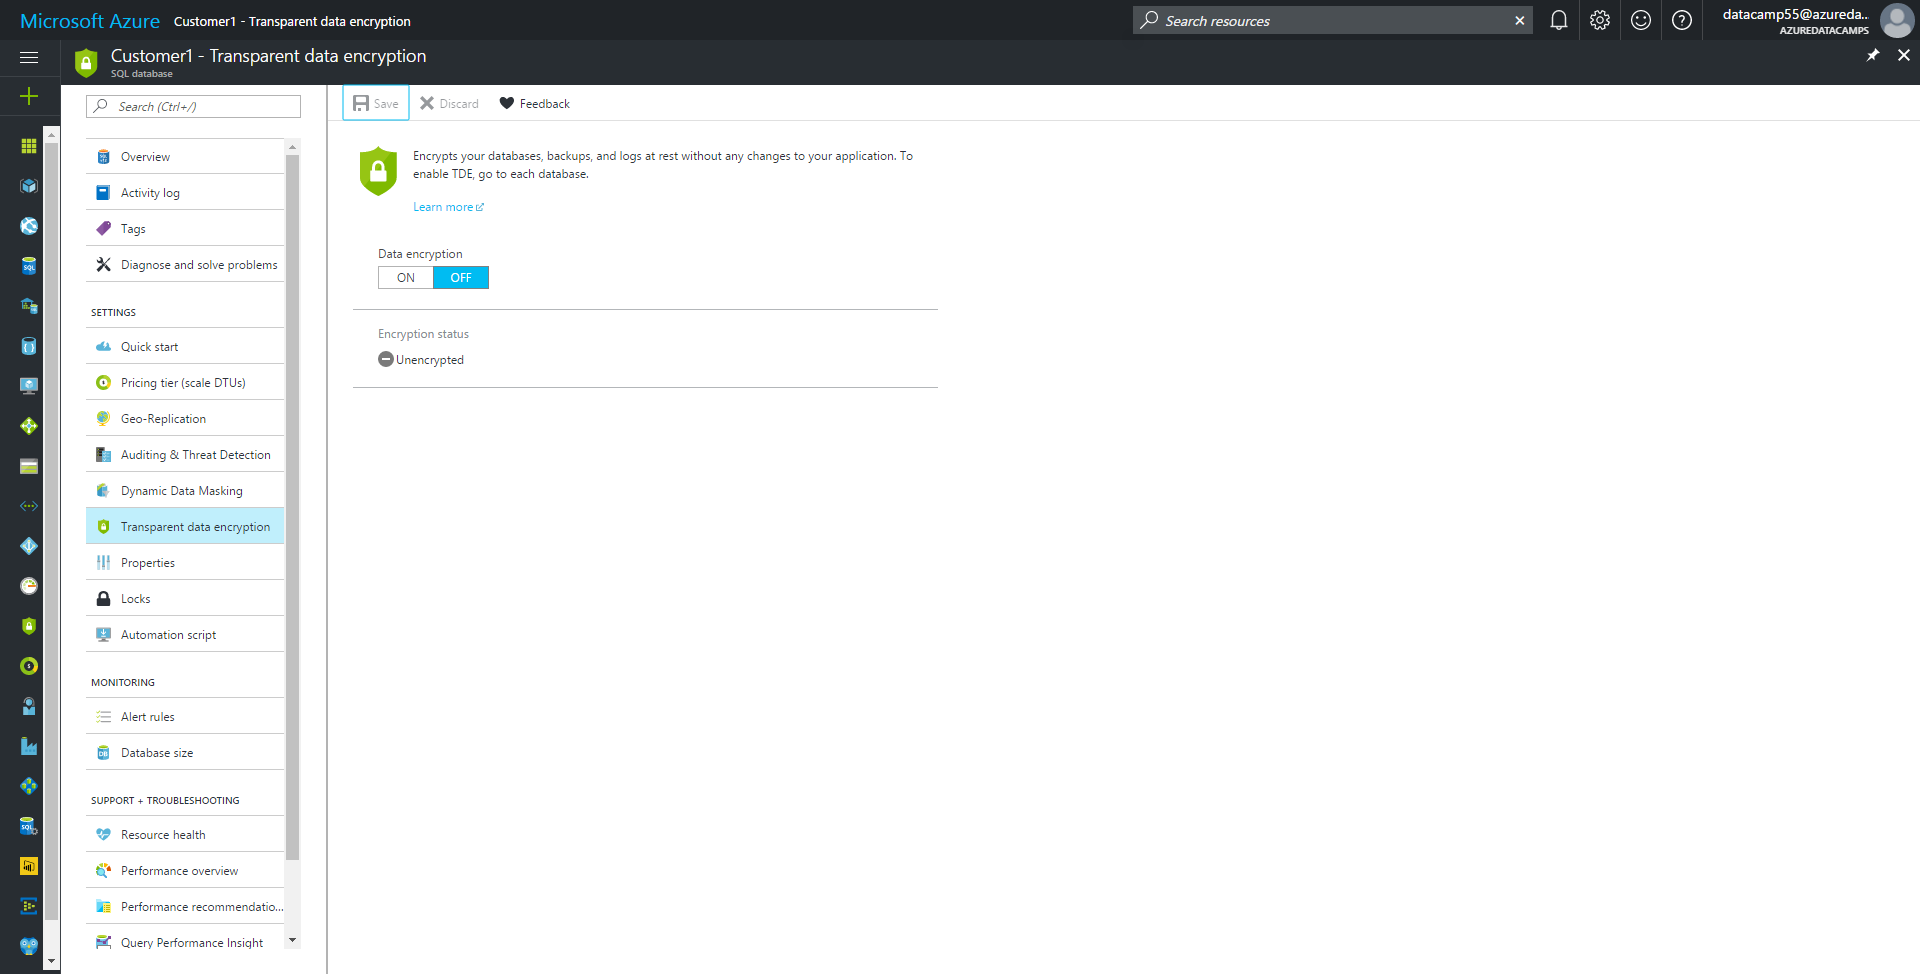 Microsoft Azure Customer1 - Transparent data encryption
Search resources
datacamp55@azureda...
AZUREDATACAMPS
Customer1 - Transparent data encryption
SQL database
Search (Ctrl+/)
Overview
Activity log
Tags
Diagnose and solve problems
SETTINGS
Quick start
Pricing tier (scale DTUs)
Geo-Replication
Auditing & Threat Detection
Dynamic Data Masking
Transparent data encryption
Properties
Locks
Automation script
MONITORING
Alert rules
Database size
SUPPORT + TROUBLESHOOTING
Resource health
Performance overview
Performance recommendatio...
Query Performance Insight
Save Discard Feedback
Encrypts your databases, backups, and logs at rest without any changes to your application. To
enable TDE, go to each database.
Learn more
Data encryption
ON OFF
Encryption status
Unencrypted